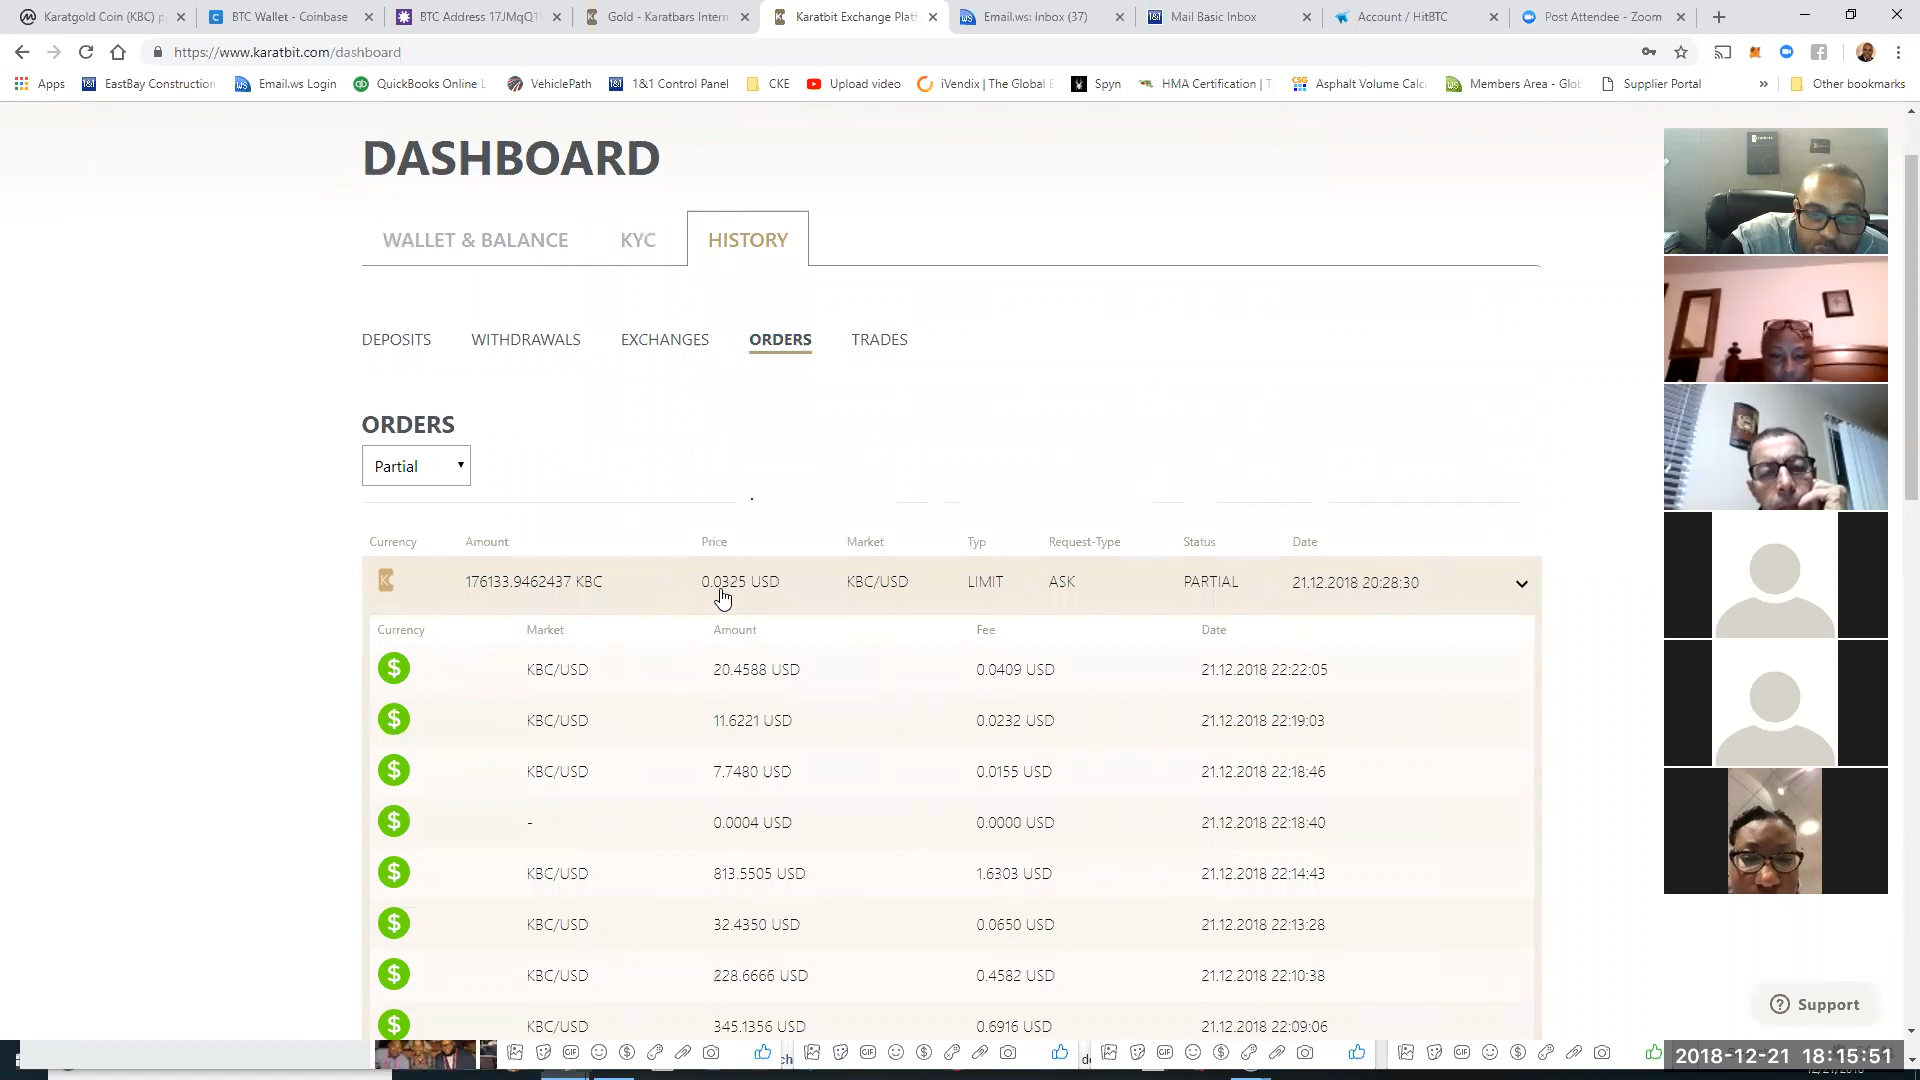 Karatgold Coin (KBC) p
BTC Wallet - Coinbase
BTC Address 17JMqQ1
Gold - Karatbars Intern
Karatbit Exchange Platf
Email.ws: Inbox (37)
Mail Basic Inbox
Account / HitBTC
Post Attendee - Zoom
https://www.karatbit.com/dashboard
Apps
EastBay Construction
Email.ws Login
QuickBooks Online L
VehiclePath
1&1 Control Panel
CKE
Upload video
iVendix | The Global E
Spyn
HMA Certification | T
Asphalt Volume Calcu
Members Area - Glo
Supplier Portal
»
Other bookmarks
DASHBOARD
WALLET & BALANCE KYC HISTORY
DEPOSITS WITHDRAWALS EXCHANGES ORDERS TRADES
ORDERS
Partial
Currency Amount Price Market Typ Request-Type Status Date
176133.9462437 KBC 0.0325 USD KBC/USD LIMIT ASK PARTIAL 21.12.2018 20:28:30
Currency Market Amount Fee Date
$ KBC/USD 20.4588 USD 0.0409 USD 21.12.2018 22:22:05
$ KBC/USD 11.6221 USD 0.0232 USD 21.12.2018 22:19:03
$ KBC/USD 7.7480 USD 0.0155 USD 21.12.2018 22:18:46
$ - 0.0004 USD 0.0000 USD 21.12.2018 22:18:40
$ KBC/USD 813.5505 USD 1.6303 USD 21.12.2018 22:14:43
$ KBC/USD 32.4350 USD 0.0650 USD 21.12.2018 22:13:28
$ KBC/USD 228.6666 USD 0.4582 USD 21.12.2018 22:10:38
$ KBC/USD 345.1356 USD 0.6916 USD 21.12.2018 22:09:06
? Support
2018-12-21 18:15:51